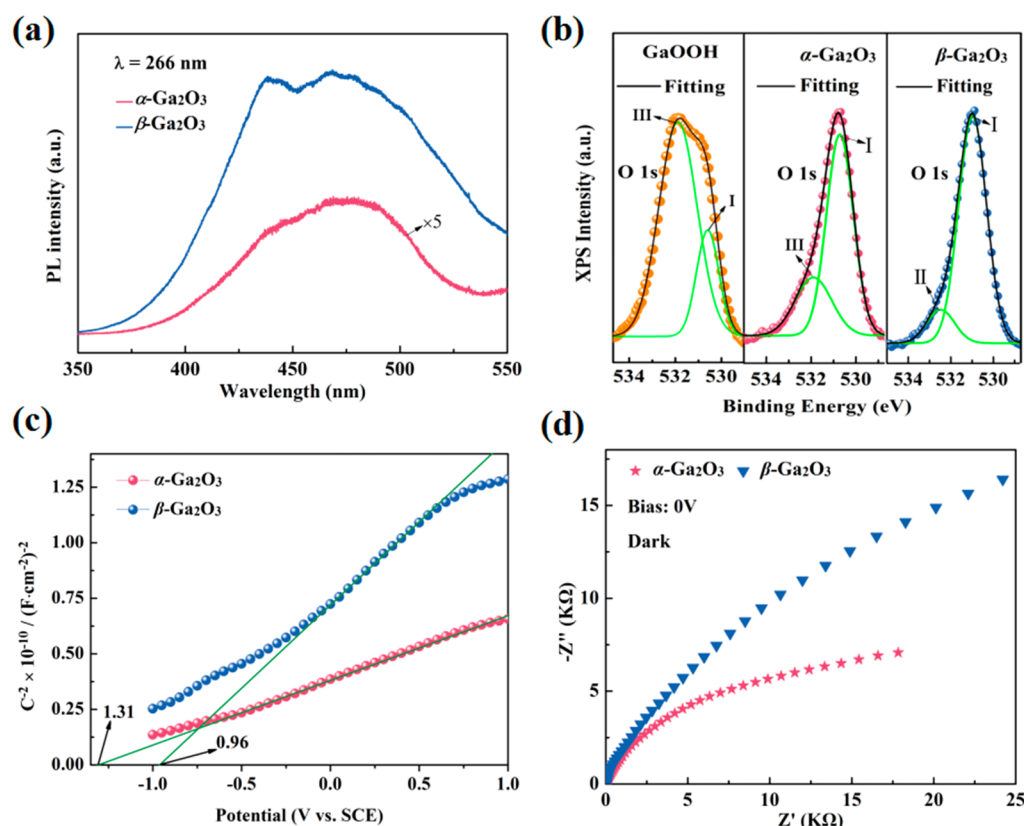 (a)
λ = 266 nm
α-Ga2O3
β-Ga2O3
×5
PL intensity (a.u.)
350 400 450 500 550
Wavelength (nm)
(b)
GaOOH α-Ga2O3 β-Ga2O3
Fitting Fitting Fitting
III I I
O 1s O 1s O 1s
I
III
II
XPS Intensity (a.u.)
534 532 530 534 532 530 534 532 530
Binding Energy (eV)
(c)
α-Ga2O3
β-Ga2O3
1.25
1.00
0.75
0.50
0.25
0.00
1.31
0.96
C-2 × 10-10 / (F·cm-2)-2
-1.0 -0.5 0.0 0.5 1.0
Potential (V vs. SCE)
(d)
α-Ga2O3 β-Ga2O3
Bias: 0V
Dark
15
10
5
0
-Z'' (KΩ)
0 5 10 15 20 25
Z' (KΩ)